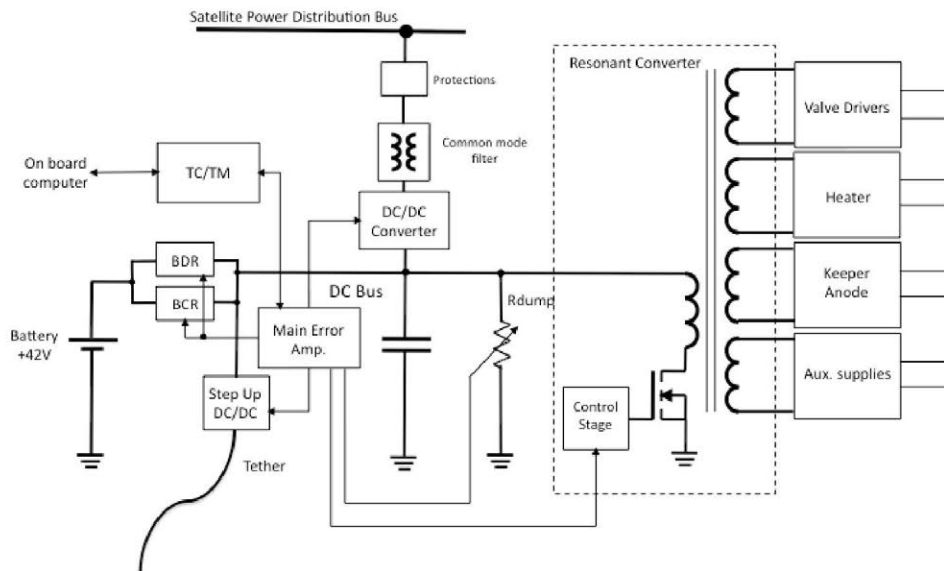 Satellite Power Distribution Bus
Protections
Common mode
filter
Resonant Converter
Valve Drivers
On board
computer
TC/TM
DC/DC
Converter
Heater
BDR
BCR
DC Bus
Rdump
Keeper
Anode
Battery
+42V
Main Error
Amp.
Step Up
DC/DC
Control
Stage
Aux. supplies
Tether